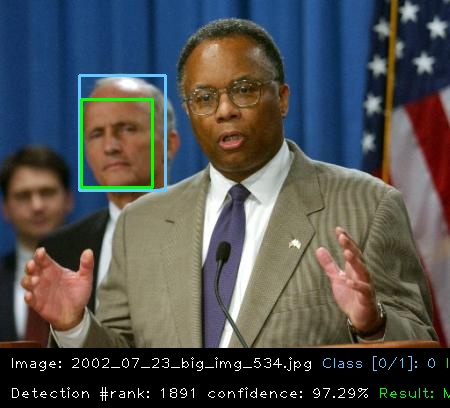 Image: 2002_07_23_big_img_534.jpg Class [0/1]: 0
Detection #rank: 1891 confidence: 97.29% Result: